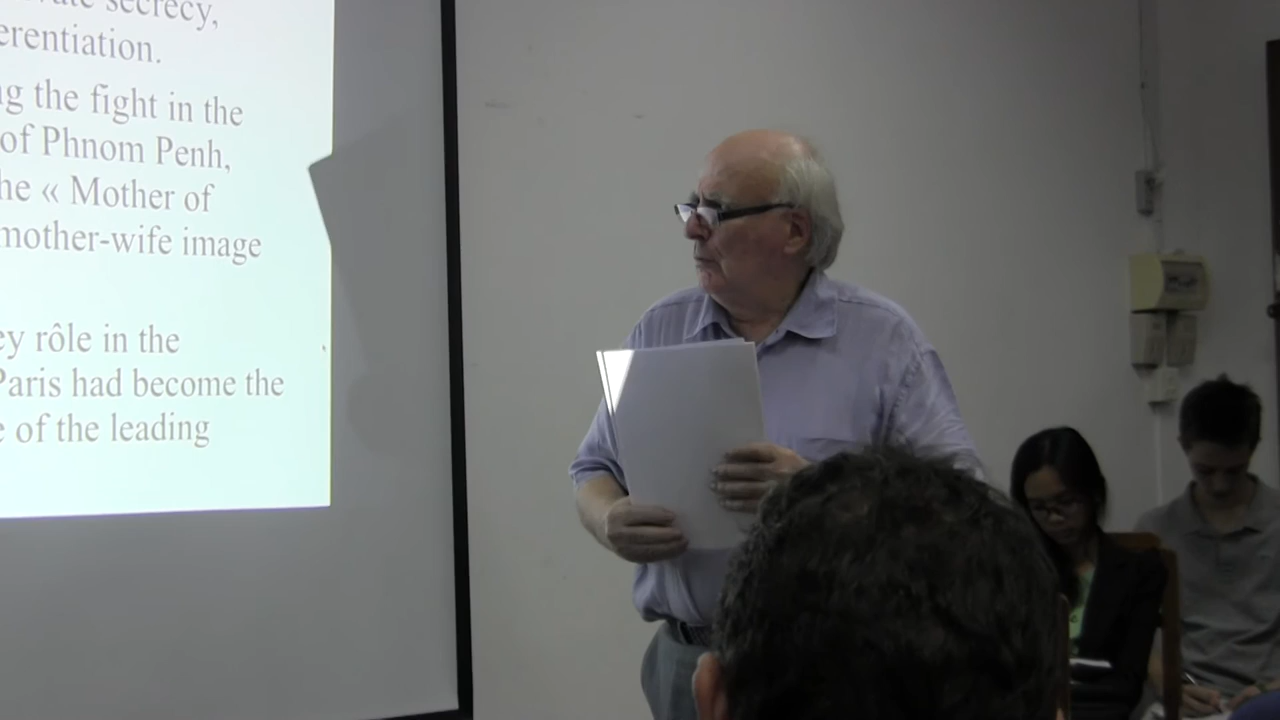 secrecy,
erentiation.
g the fight in the
of Phnom Penh,
he « Mother of
mother-wife image
ey rôle in the
Paris had become the
e of the leading